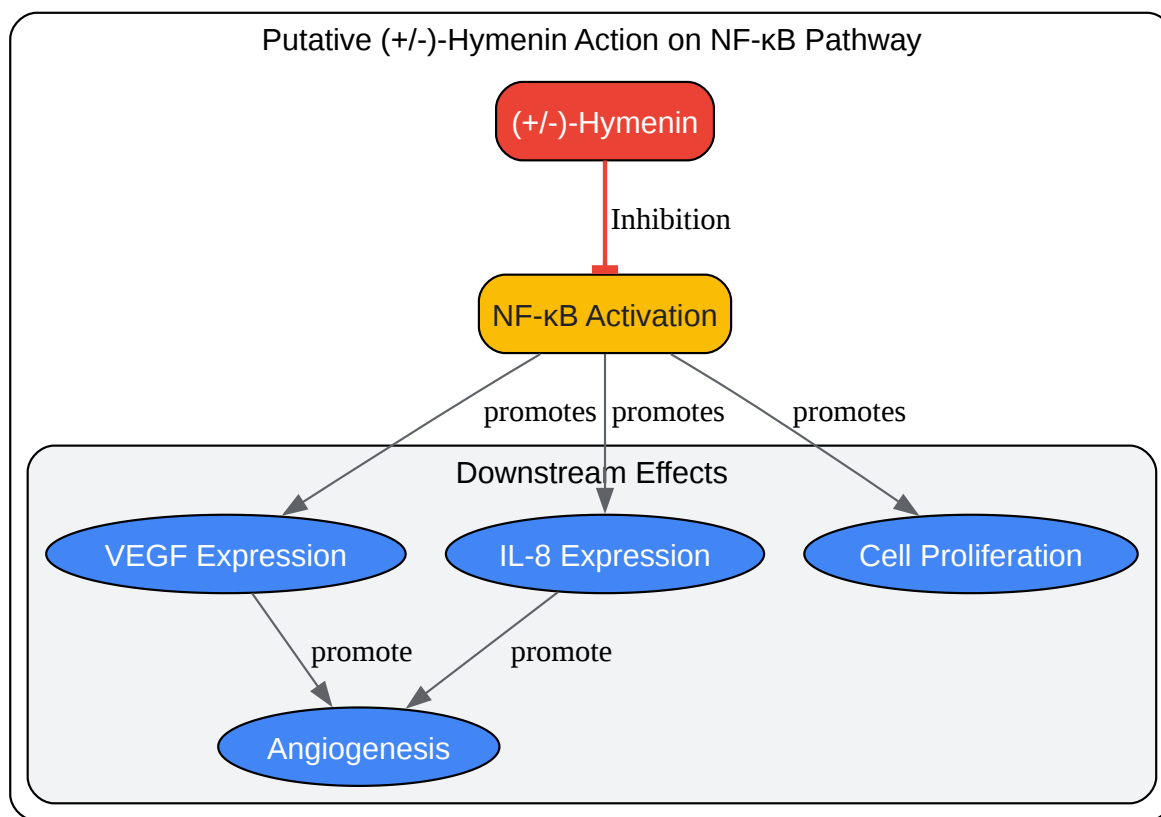 Putative (+/-)-Hymenin Action on NF-κB Pathway
(+/-)-Hymenin
Inhibition
NF-κB Activation
promotes
promotes
promotes
Downstream Effects
VEGF Expression
IL-8 Expression
Cell Proliferation
promote
promote
Angiogenesis